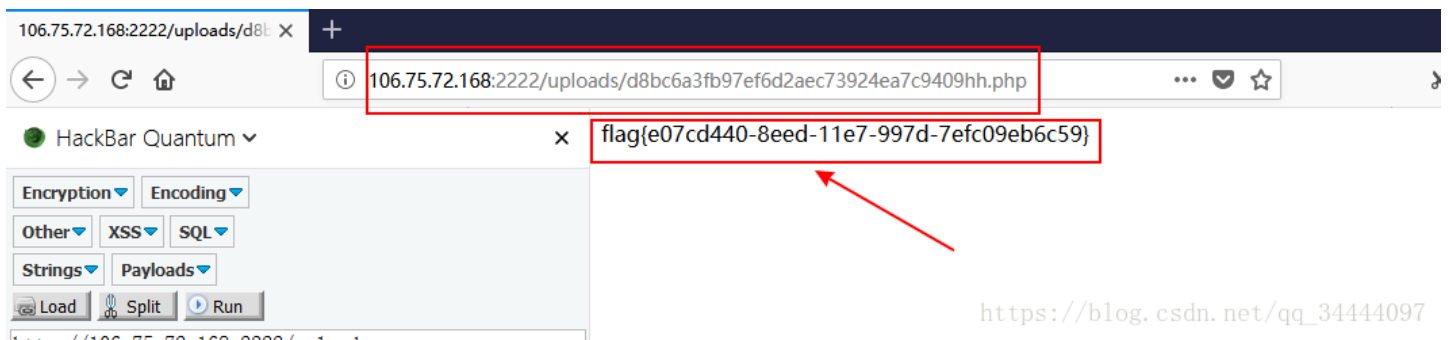 106.75.72.168:2222/uploads/d8b
106.75.72.168:2222/uploads/d8bc6a3fb97ef6d2aec73924ea7c9409hh.php
HackBar Quantum
flag{e07cd440-8eed-11e7-997d-7efc09eb6c59}
Encryption Encoding
Other XSS SQL
Strings Payloads
Load Split Run
https://blog.csdn.net/qq_34444097